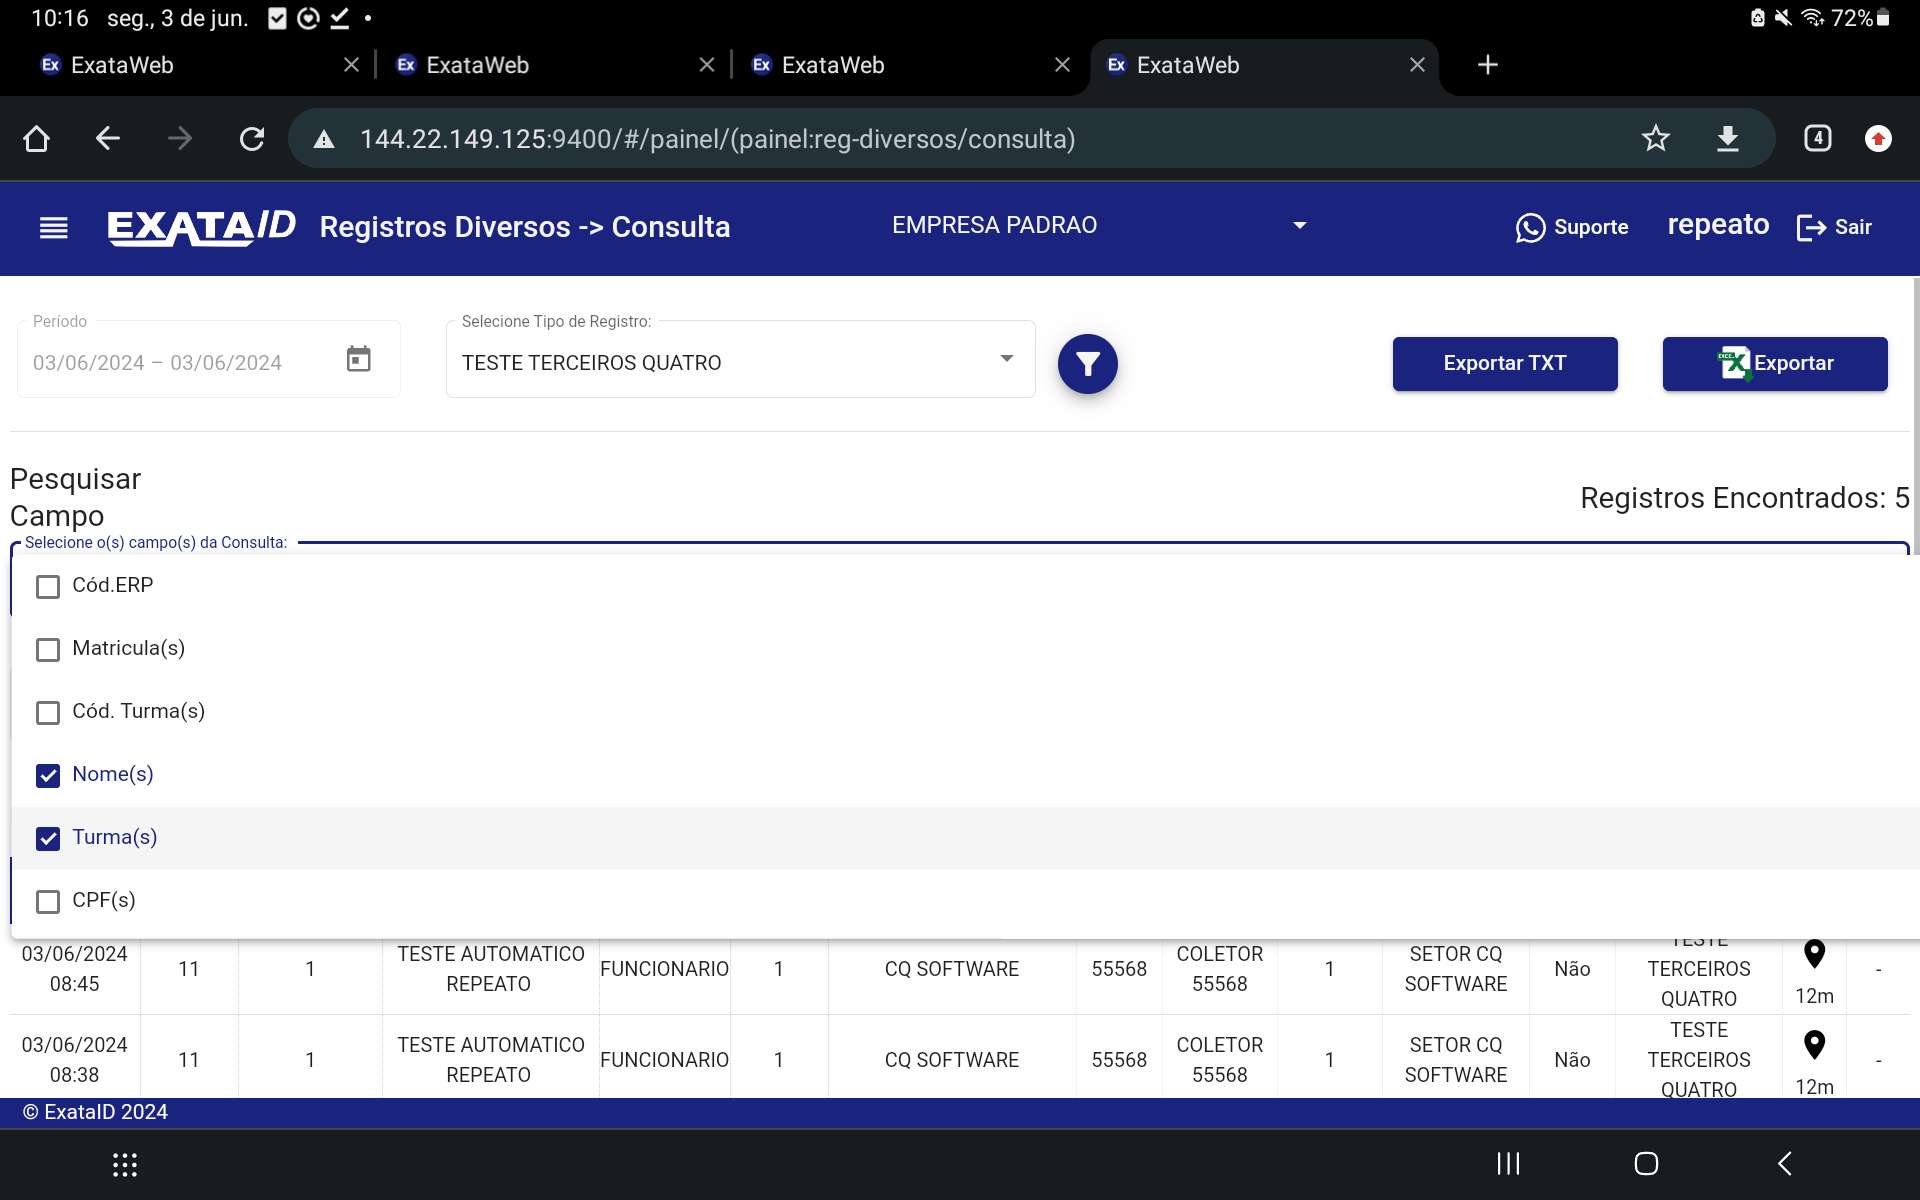 10:16 seg., 3 de jun. 72%
Ex ExataWeb Ex ExataWeb Ex ExataWeb Ex ExataWeb
144.22.149.125:9400/#/painel/(painel:reg-diversos/consulta) 4
EXATAID Registros Diversos -> Consulta EMPRESA PADRAO Suporte repeato Sair
Período
03/06/2024 – 03/06/2024
Selecione Tipo de Registro:
TESTE TERCEIROS QUATRO
Exportar TXT
Exportar
Pesquisar
Campo
Registros Encontrados: 5
Selecione o(s) campo(s) da Consulta:
Cód.ERP
Matricula(s)
Cód. Turma(s)
Nome(s)
Turma(s)
CPF(s)
03/06/2024 08:45 11 1 TESTE AUTOMATICO REPEATO FUNCIONARIO 1 CQ SOFTWARE 55568 COLETOR 55568 1 SETOR CQ SOFTWARE Não TESTE TERCEIROS QUATRO 12m -
03/06/2024 08:38 11 1 TESTE AUTOMATICO REPEATO FUNCIONARIO 1 CQ SOFTWARE 55568 COLETOR 55568 1 SETOR CQ SOFTWARE Não TESTE TERCEIROS QUATRO 12m -
© ExataID 2024